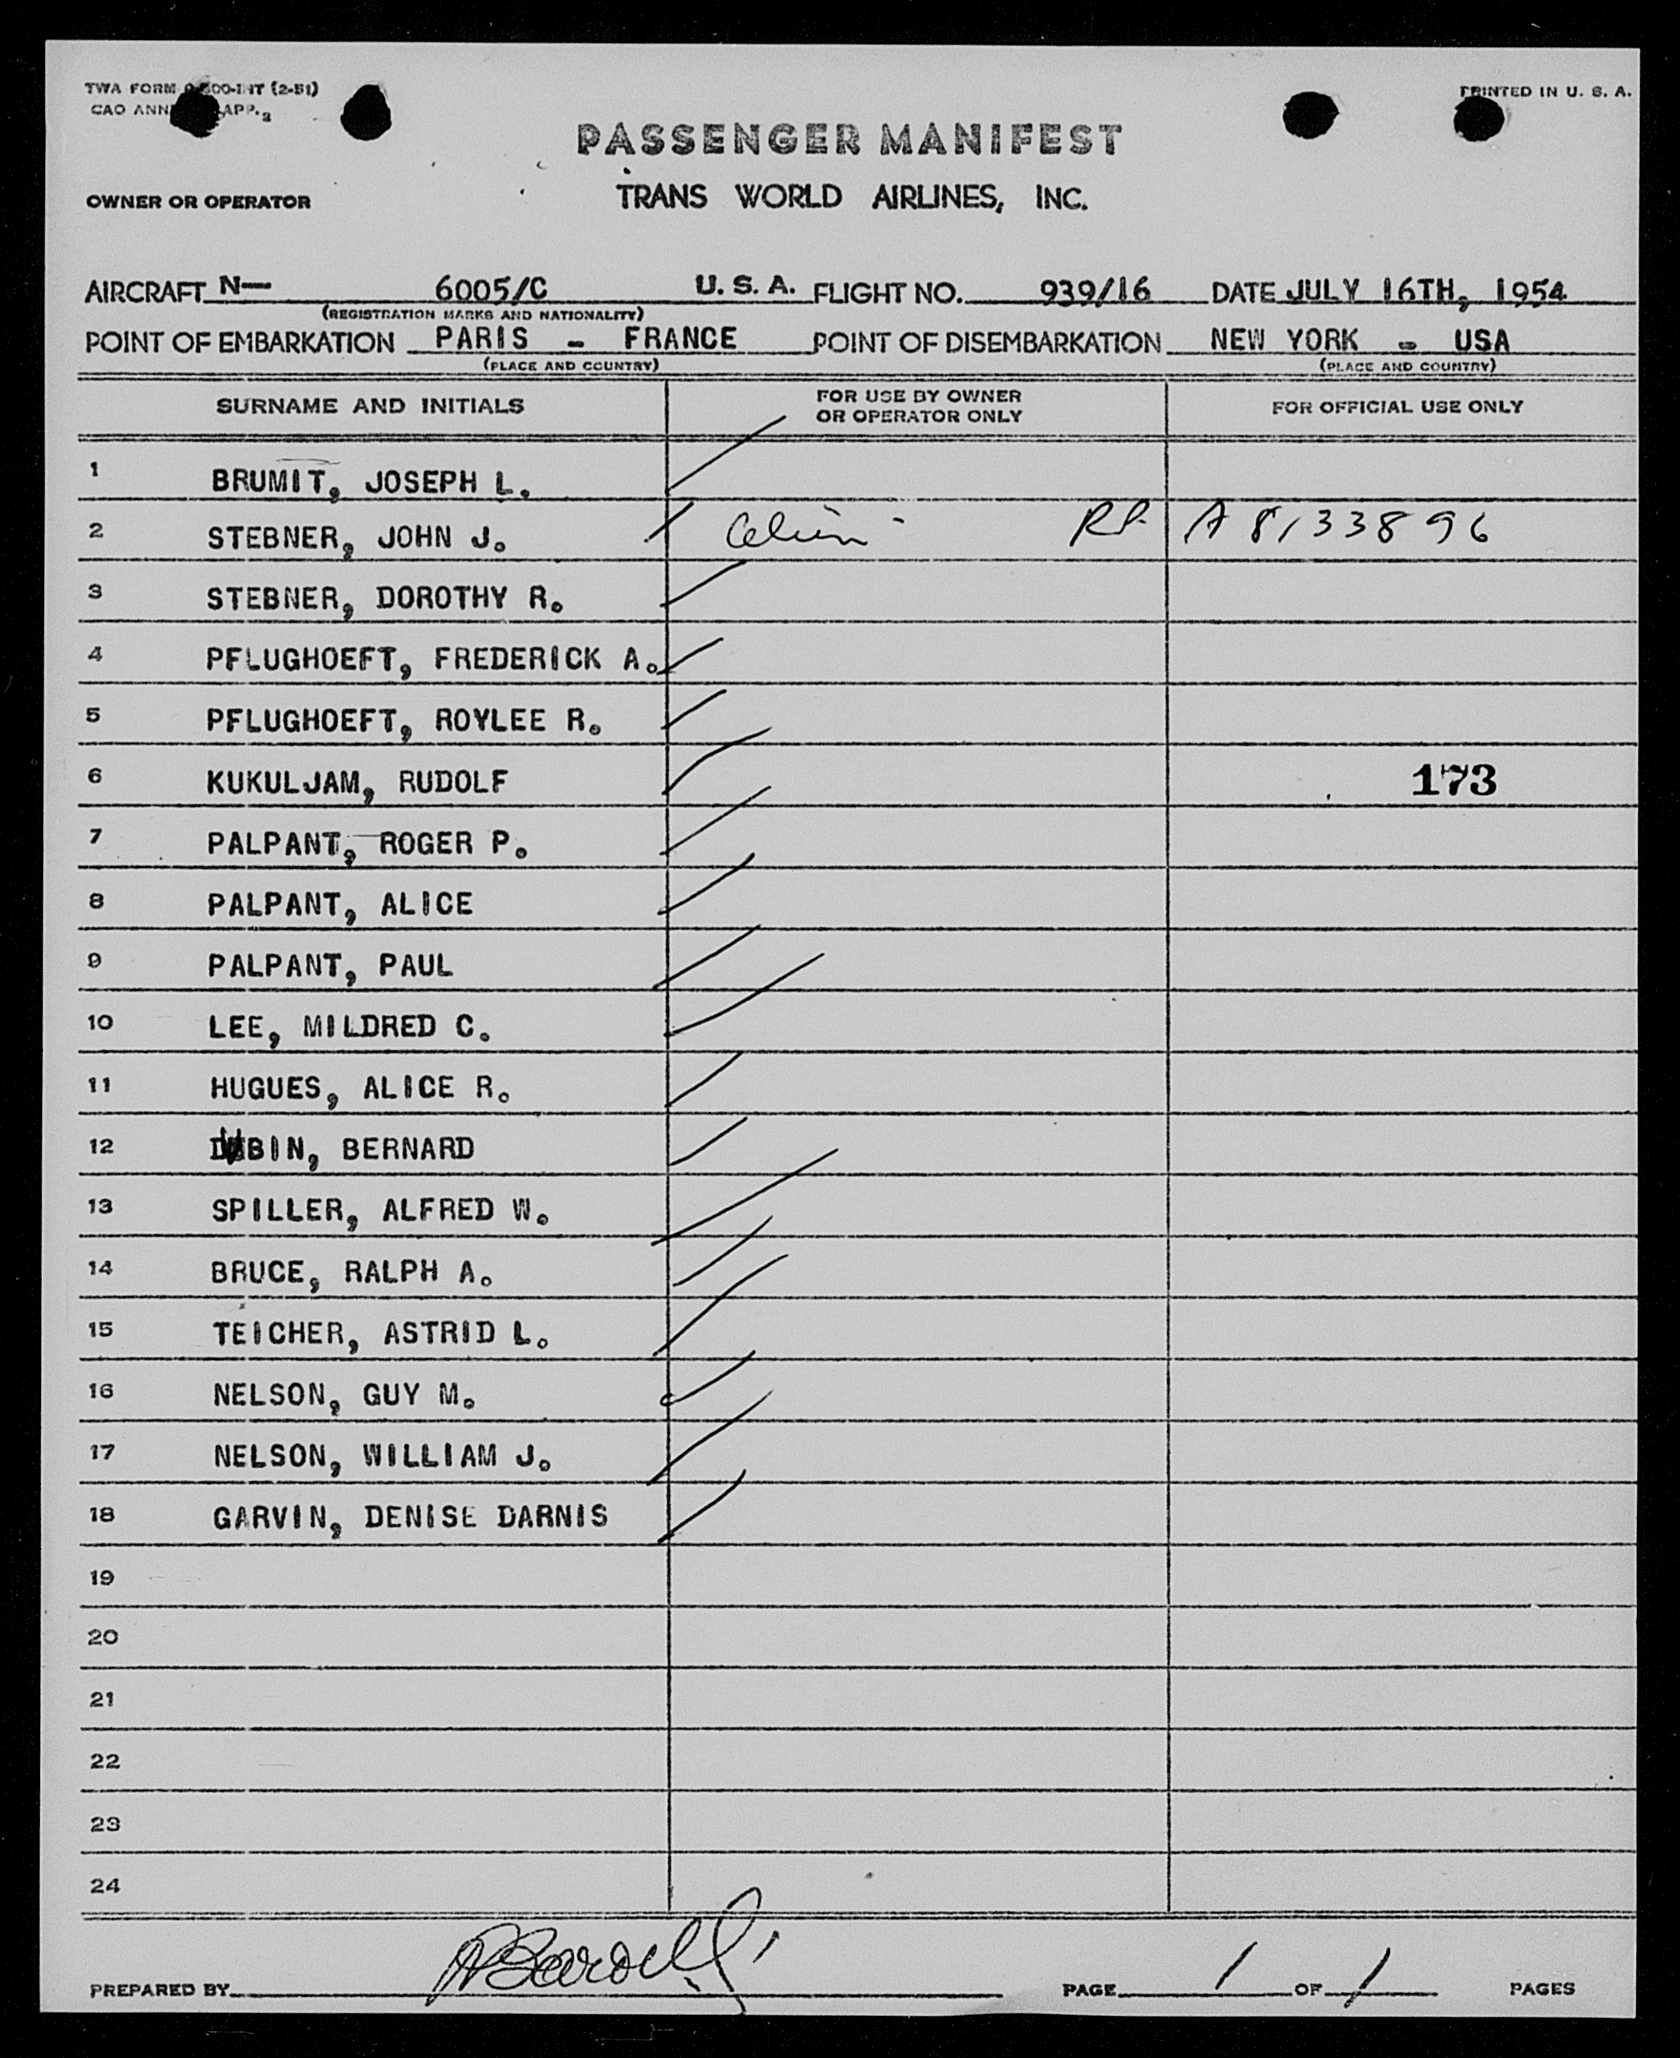 TWA FORM (2-51)
PRINTED IN U. S. A.
PASSENGER MANIFEST
OWNER OR OPERATOR
TRANS WORLD AIRLINES, INC.
AIRCRAFT N— 6005/C U. S. A. FLIGHT NO. 939/16 DATE JULY 16TH, 1954
(REGISTRATION MARKS AND NATIONALITY)
POINT OF EMBARKATION PARIS - FRANCE POINT OF DISEMBARKATION NEW YORK - USA
(PLACE AND COUNTRY) (PLACE AND COUNTRY)
SURNAME AND INITIALS FOR USE BY OWNER OR OPERATOR ONLY FOR OFFICIAL USE ONLY
1 BRUMIT, JOSEPH L.
2 STEBNER, JOHN J. A8133896
3 STEBNER, DOROTHY R.
4 PFLUGHOEFT, FREDERICK A.
5 PFLUGHOEFT, ROYLEE R.
6 KUKULJAM, RUDOLF 173
7 PALPANT, ROGER P.
8 PALPANT, ALICE
9 PALPANT, PAUL
10 LEE, MILDRED C.
11 HUGUES, ALICE R.
12 DUBIN, BERNARD
13 SPILLER, ALFRED W.
14 BRUCE, RALPH A.
15 TEICHER, ASTRID L.
16 NELSON, GUY M.
17 NELSON, WILLIAM J.
18 GARVIN, DENISE DARNIS
19
20
21
22
23
24
PREPARED BY PAGE 1 OF 1 PAGES